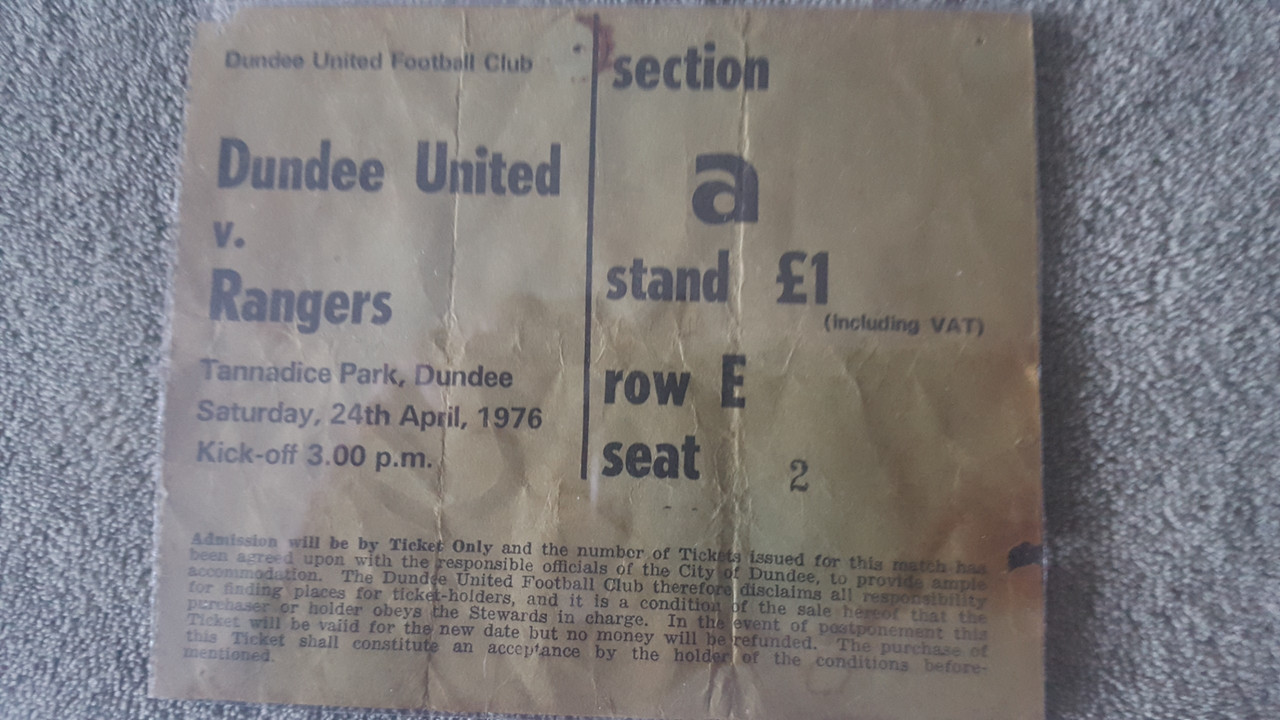 Dundee United Football Club
Dundee United
v.
Rangers
Tannadice Park, Dundee
Saturday, 24th April, 1976
Kick-off 3.00 p.m.
section
a
stand £1
(including VAT)
row E
seat 2
Admission will be by Ticket Only and the number of Tickets issued for this match has
been agreed upon with the responsible officials of the City of Dundee, to provide ample
accommodation. The Dundee United Football Club therefore disclaims all responsibility
for finding places for ticket-holders, and it is a condition of the sale hereof that the
purchaser or holder obeys the Stewards in charge. In the event of postponement this
Ticket will be valid for the new date but no money will be refunded. The purchase of
this Ticket shall constitute an acceptance by the holder of the conditions before-
mentioned.